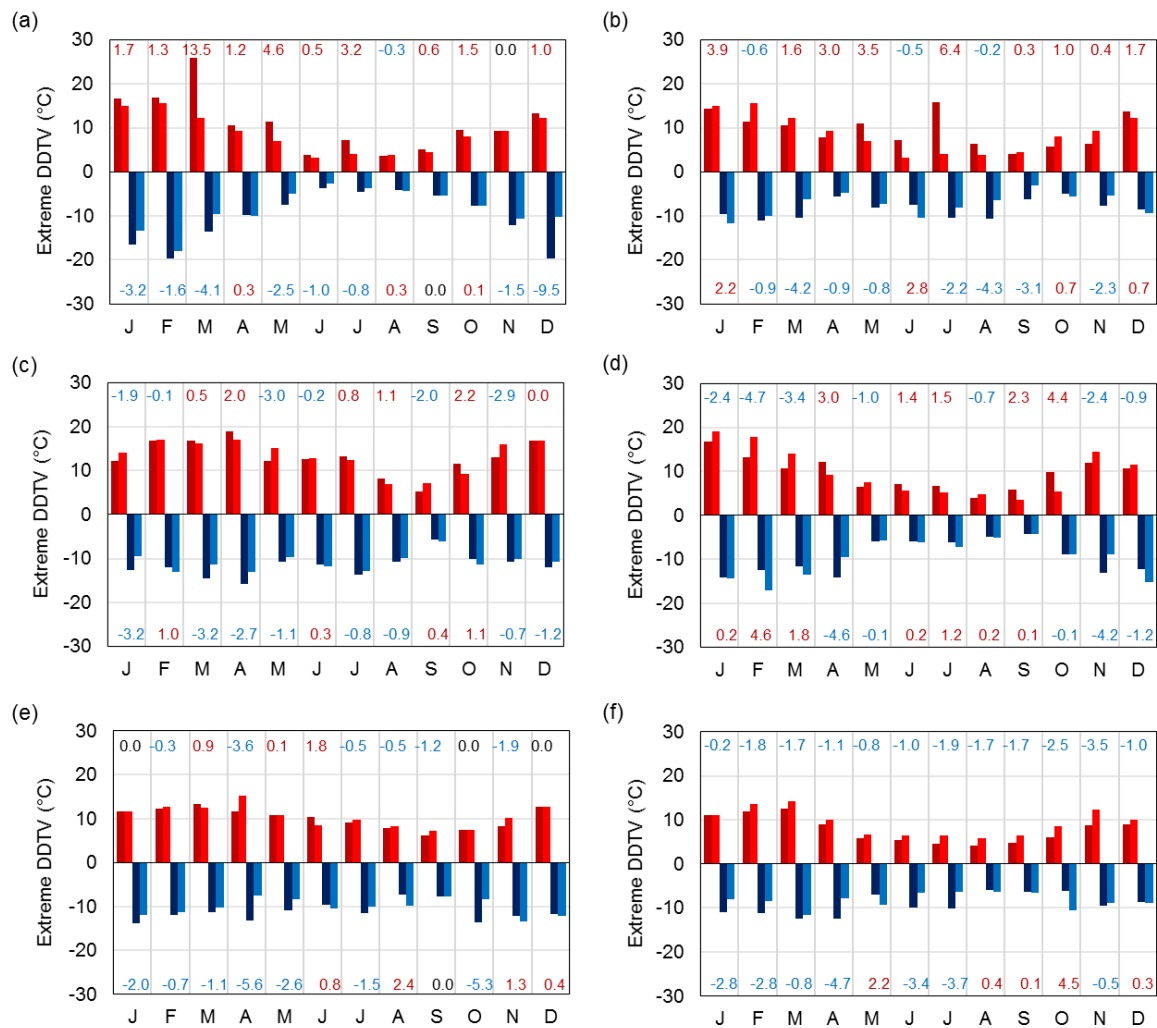 (a)
(b)
30
1.7 1.3 13.5 1.2 4.6 0.5 3.2 -0.3 0.6 1.5 0.0 1.0
20
10
0
-10
-20
-30
Extreme DDTV (°C)
-3.2 -1.6 -4.1 0.3 -2.5 -1.0 -0.8 0.3 0.0 0.1 -1.5 -9.5
J F M A M J J A S O N D
30
3.9 -0.6 1.6 3.0 3.5 -0.5 6.4 -0.2 0.3 1.0 0.4 1.7
20
10
0
-10
-20
-30
Extreme DDTV (°C)
2.2 -0.9 -4.2 -0.9 -0.8 2.8 -2.2 -4.3 -3.1 0.7 -2.3 0.7
J F M A M J J A S O N D
(c)
(d)
30
-1.9 -0.1 0.5 2.0 -3.0 -0.2 0.8 1.1 -2.0 2.2 -2.9 0.0
20
10
0
-10
-20
-30
Extreme DDTV (°C)
-3.2 1.0 -3.2 -2.7 -1.1 0.3 -0.8 -0.9 0.4 1.1 -0.7 -1.2
J F M A M J J A S O N D
30
-2.4 -4.7 -3.4 3.0 -1.0 1.4 1.5 -0.7 2.3 4.4 -2.4 -0.9
20
10
0
-10
-20
-30
Extreme DDTV (°C)
0.2 4.6 1.8 -4.6 -0.1 0.2 1.2 0.2 0.1 -0.1 -4.2 -1.2
J F M A M J J A S O N D
(e)
(f)
30
0.0 -0.3 0.9 -3.6 0.1 1.8 -0.5 -0.5 -1.2 0.0 -1.9 0.0
20
10
0
-10
-20
-30
Extreme DDTV (°C)
-2.0 -0.7 -1.1 -5.6 -2.6 0.8 -1.5 2.4 0.0 -5.3 1.3 0.4
J F M A M J J A S O N D
30
-0.2 -1.8 -1.7 -1.1 -0.8 -1.0 -1.9 -1.7 -1.7 -2.5 -3.5 -1.0
20
10
0
-10
-20
-30
Extreme DDTV (°C)
-2.8 -2.8 -0.8 -4.7 2.2 -3.4 -3.7 0.4 0.1 4.5 -0.5 0.3
J F M A M J J A S O N D